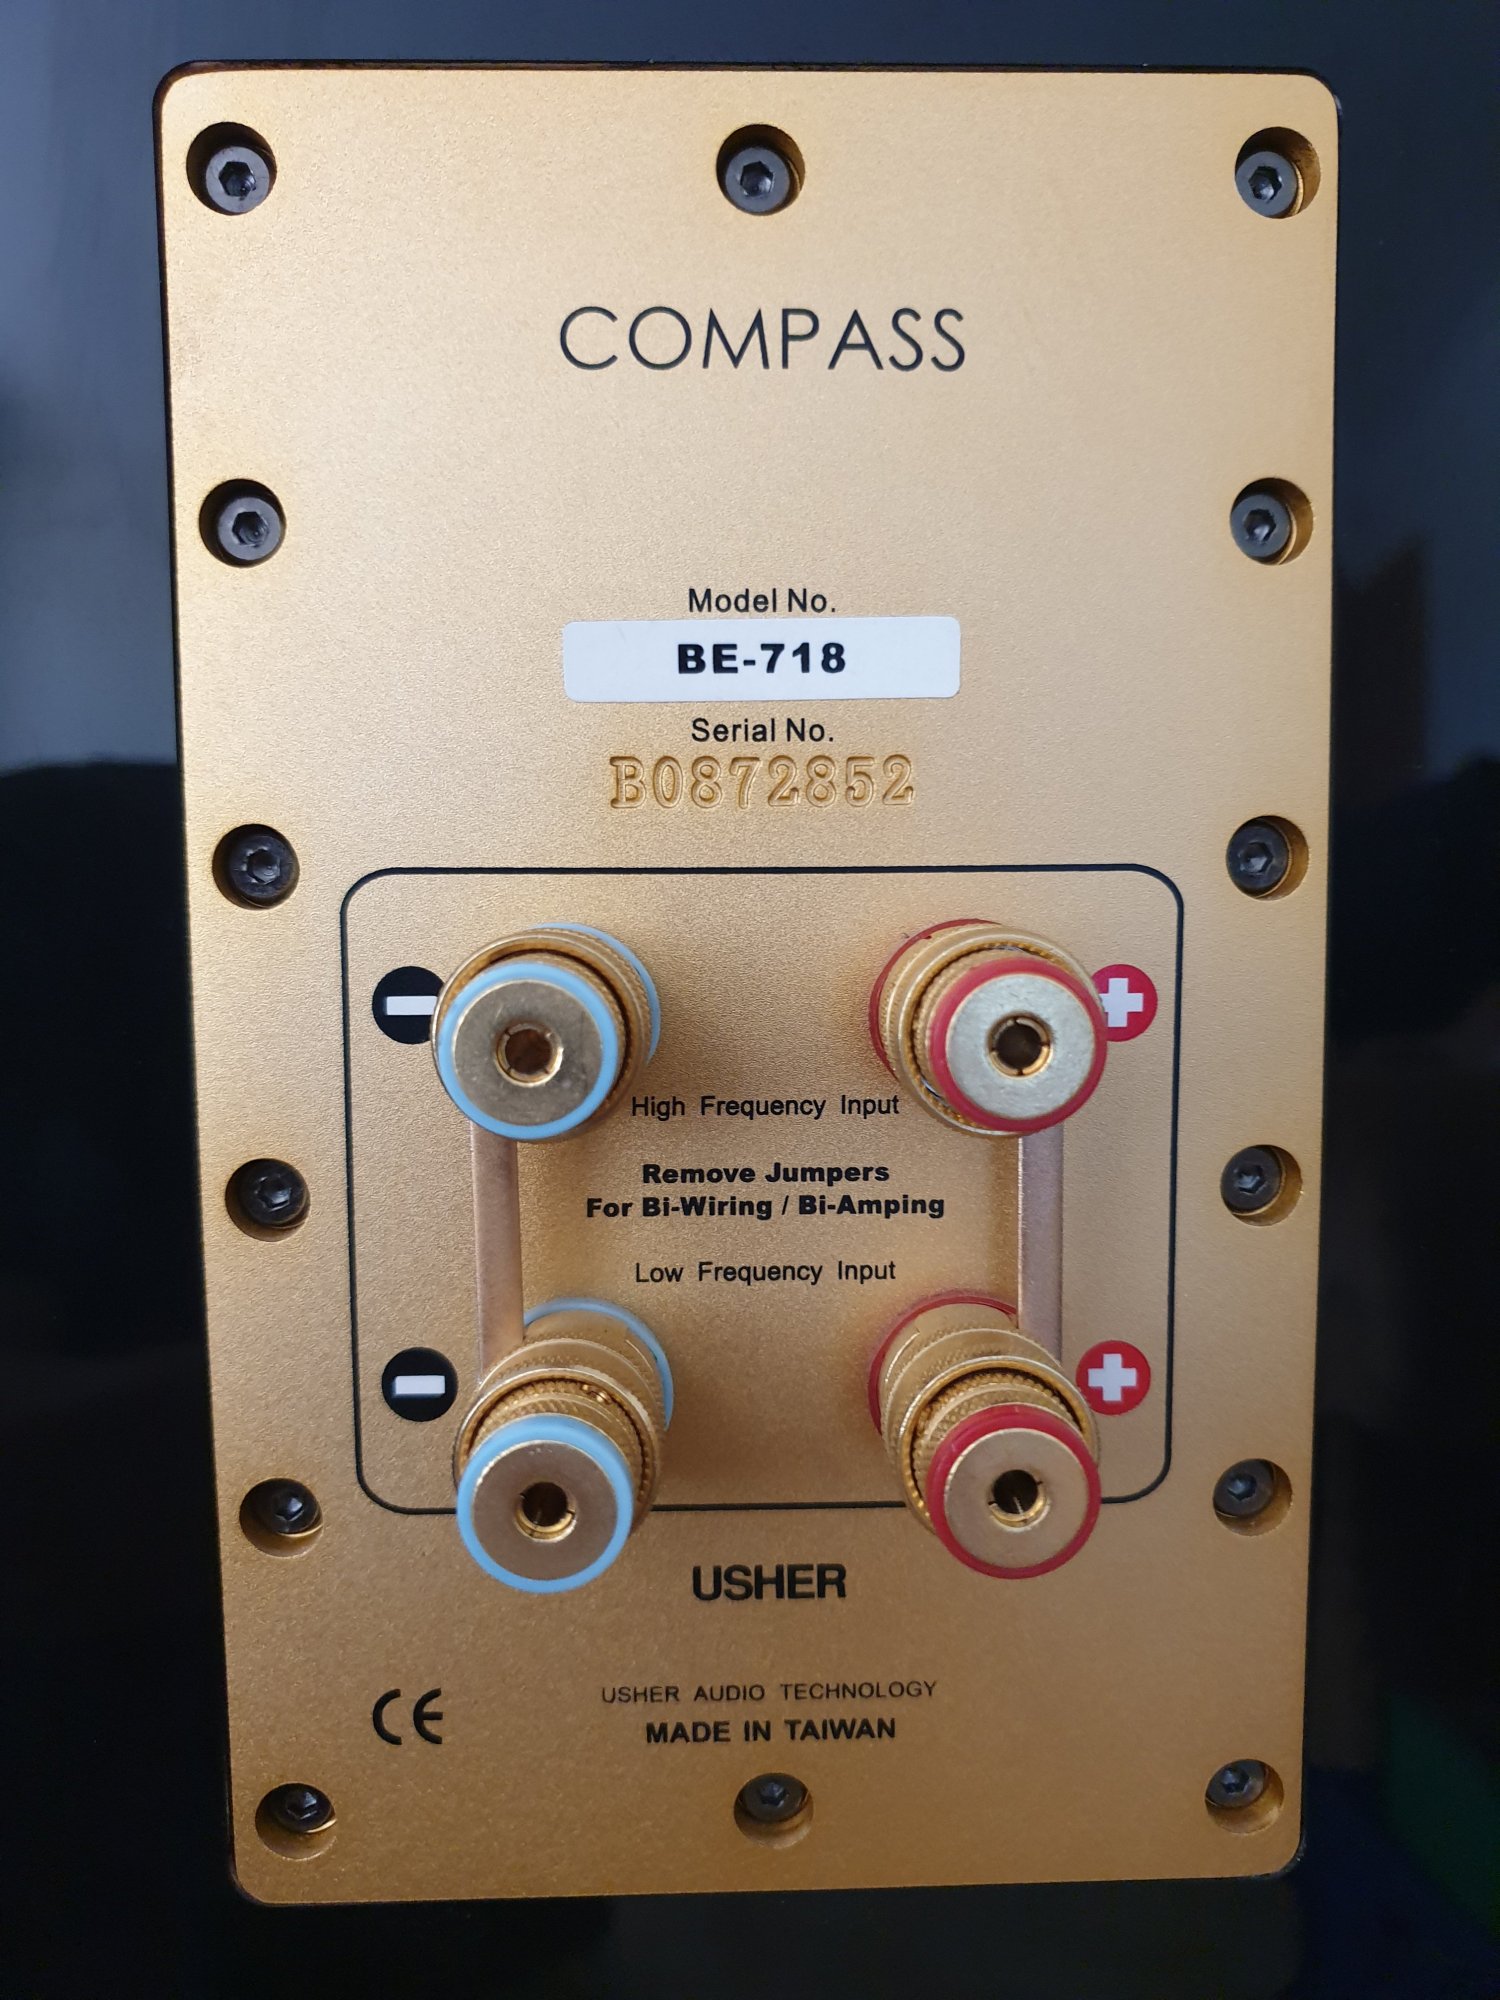 COMPASS
Model No.
BE-718
Serial No.
B0872852
High Frequency Input
Remove Jumpers
For Bi-Wiring / Bi-Amping
Low Frequency Input
USHER
CE
USHER AUDIO TECHNOLOGY
MADE IN TAIWAN